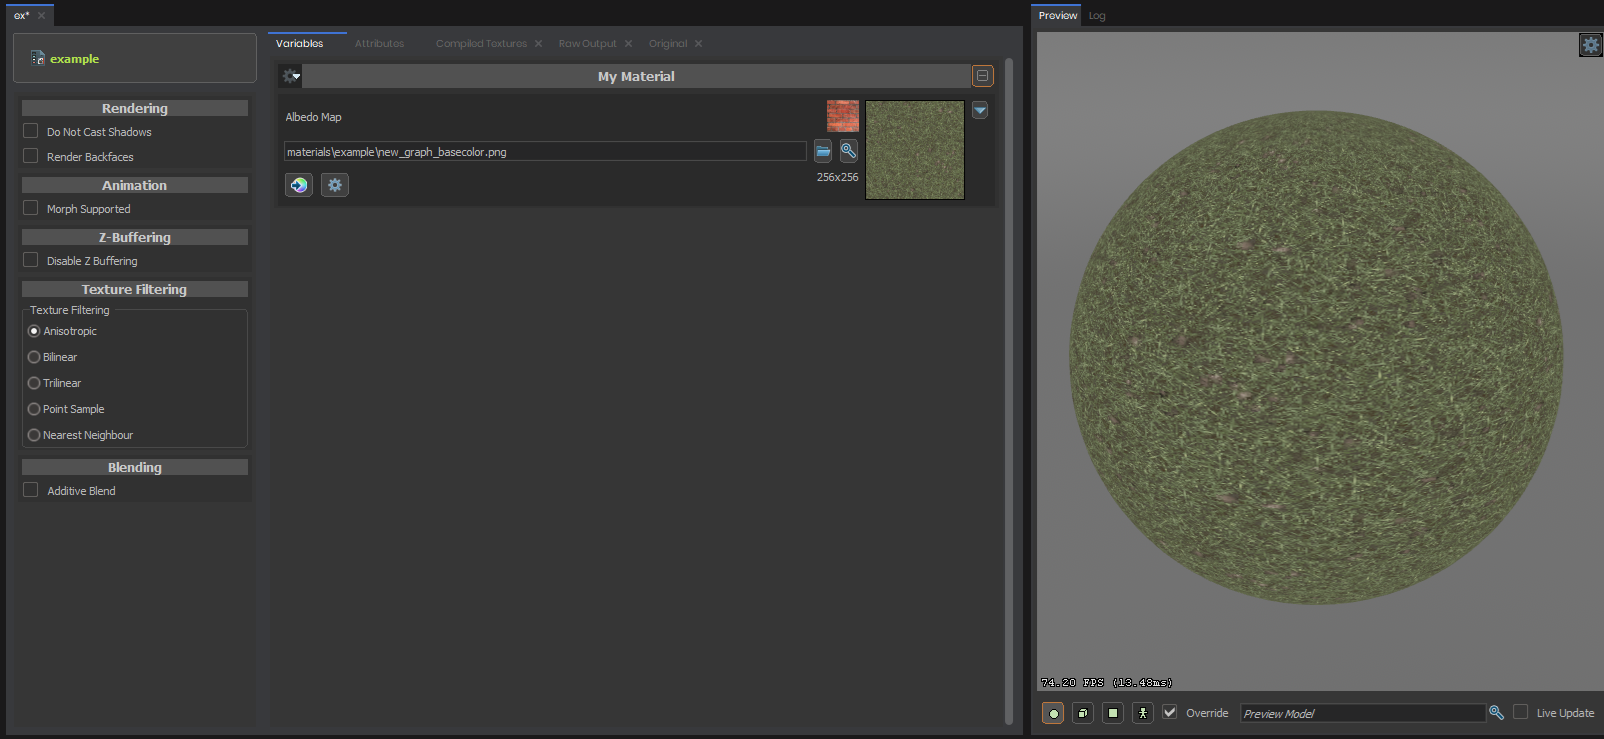 ex*
example
Rendering
Do Not Cast Shadows
Render Backfaces
Animation
Morph Supported
Z-Buffering
Disable Z Buffering
Texture Filtering
Texture Filtering
Anisotropic
Bilinear
Trilinear
Point Sample
Nearest Neighbour
Blending
Additive Blend
Variables Attributes Compiled Textures Raw Output Original
My Material
Albedo Map
materials\example\new_graph_basecolor.png
256x256
Preview Log
74.20 FPS (13.48ms)
Override Preview Model Live Update